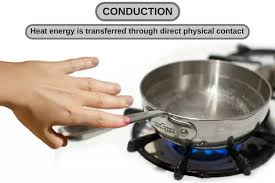 CONDUCTION
Heat energy is transferred through direct physical contact